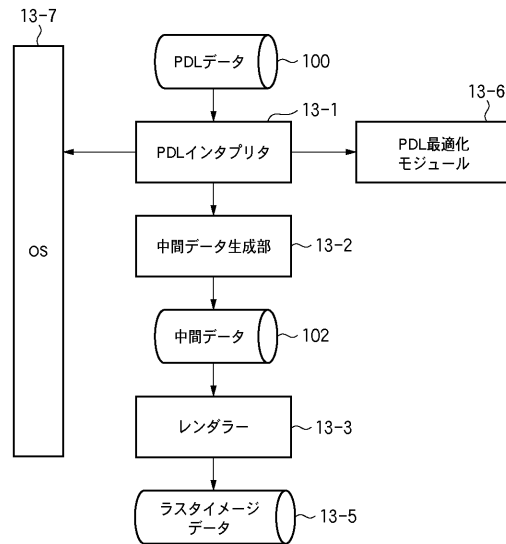 13-7
PDLデータ
100
13-1
13-6
PDLインタプリタ
PDL最適化
モジュール
OS
中間データ生成部
13-2
中間データ
102
レンダラー
13-3
ラスタイメージ
データ
13-5